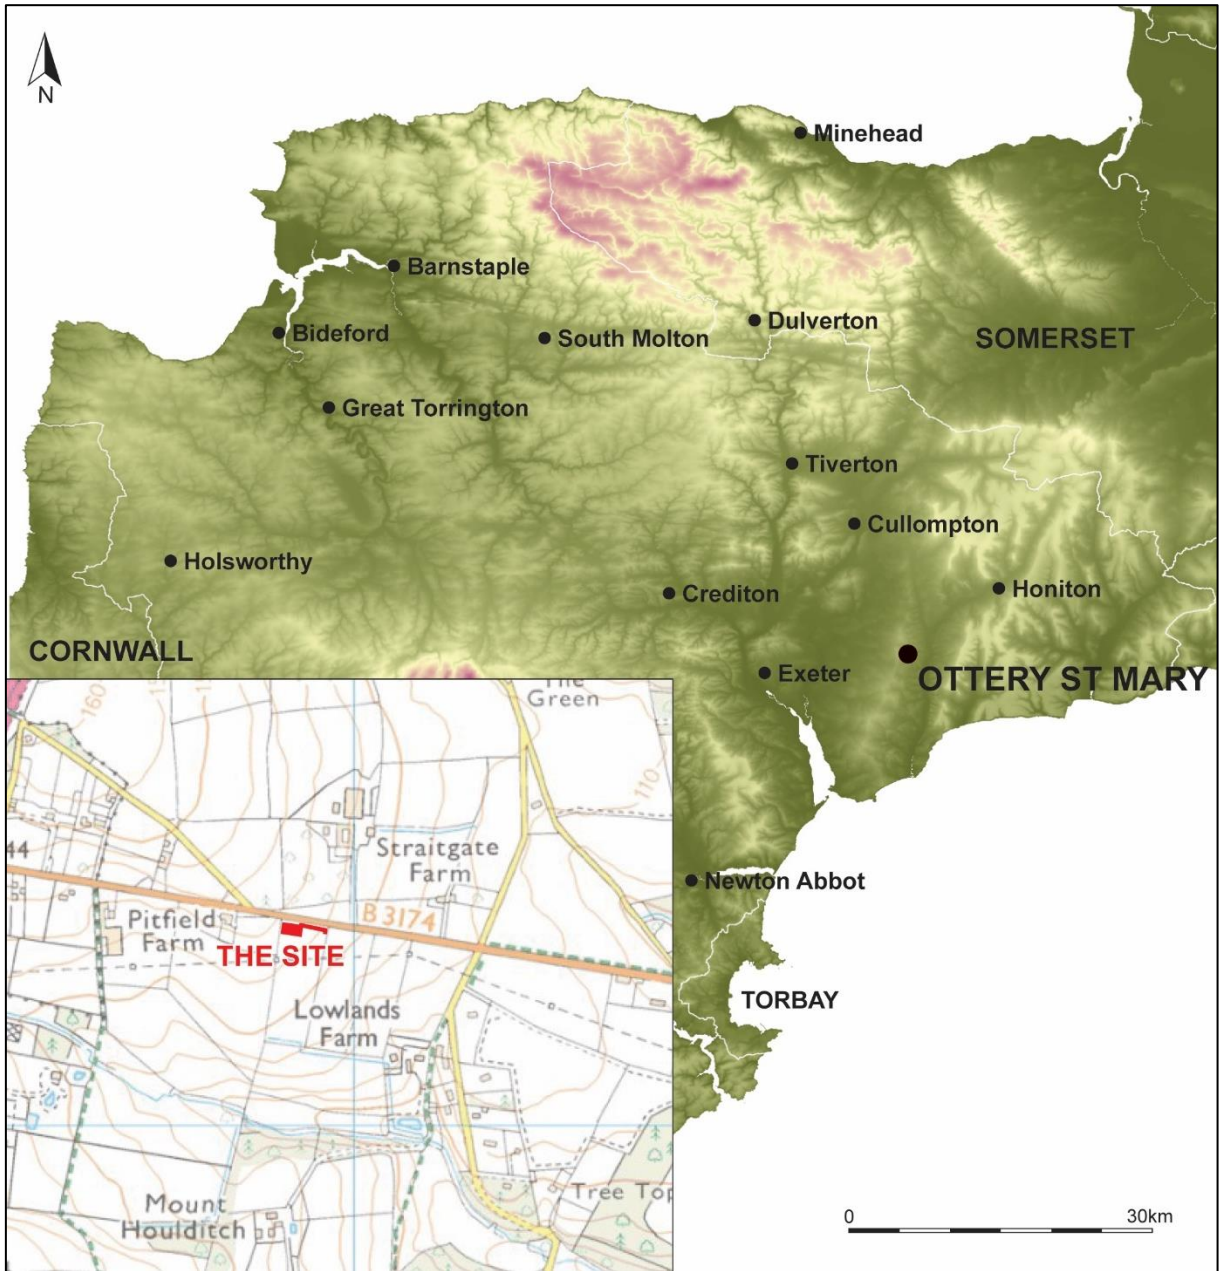 N
Minehead
Barnstaple
Bideford
South Molton
Dulverton
SOMERSET
Great Torrington
Tiverton
Cullompton
Holsworthy
Crediton
Honiton
CORNWALL
Exeter
OTTERY ST MARY
Newton Abbot
TORBAY
0 30km
160
Green
110
44
Straitgate
Farm
B 3174
Pitfield
Farm
THE SITE
Lowlands
Farm
Mount
Houlditch
Tree Top